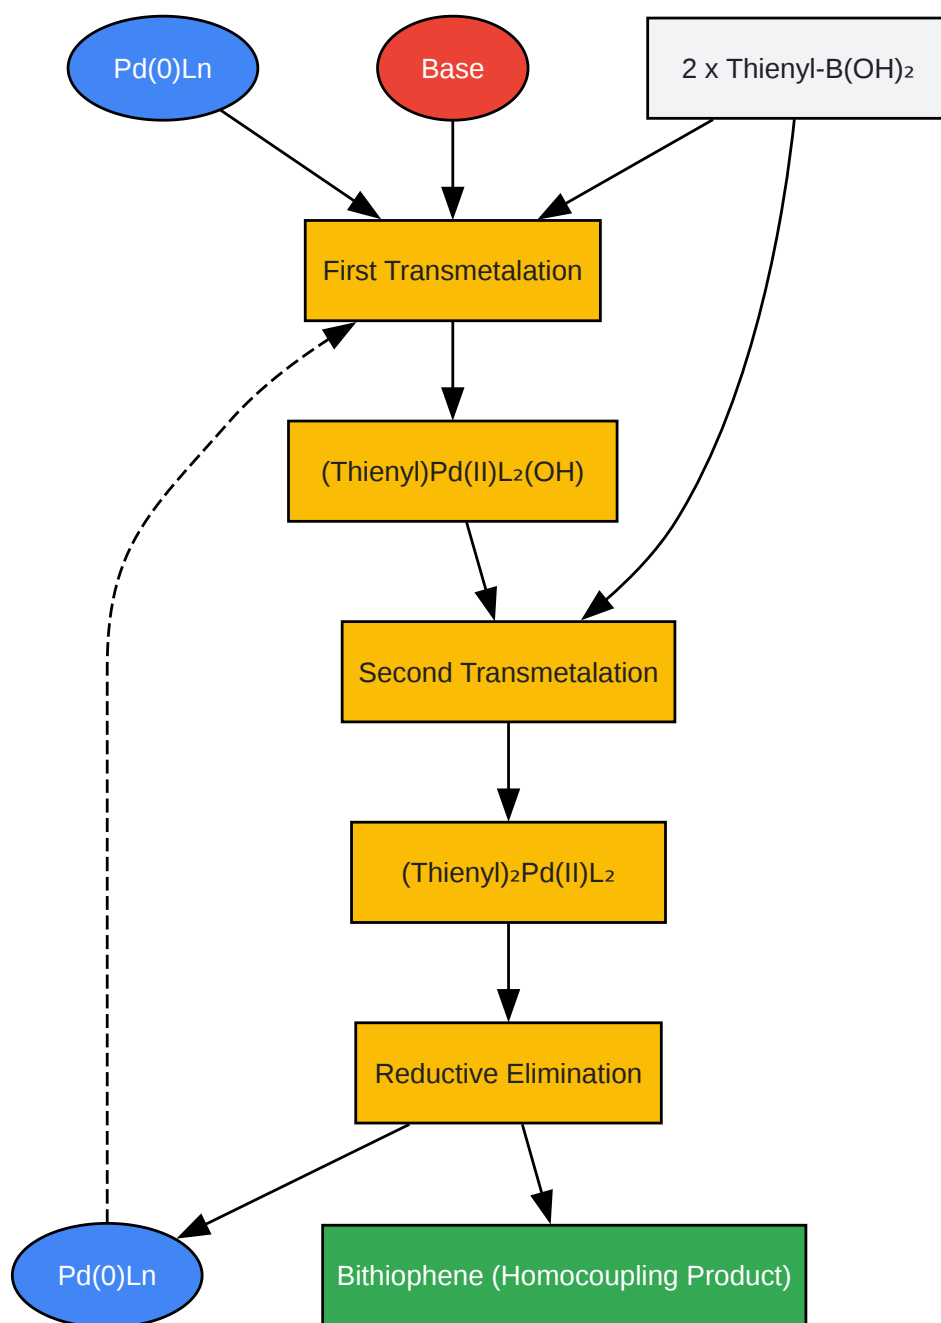 Pd(0)Ln
Base
2 x Thienyl-B(OH)₂
First Transmetalation
(Thienyl)Pd(II)L₂(OH)
Second Transmetalation
(Thienyl)₂Pd(II)L₂
Reductive Elimination
Pd(0)Ln
Bithiophene (Homocoupling Product)